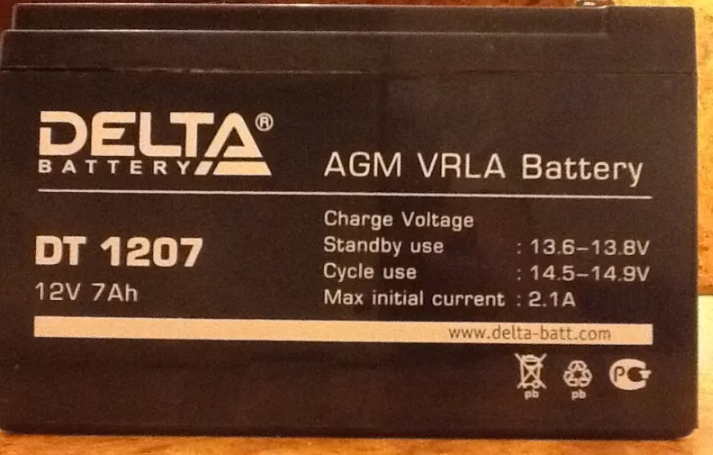 DELTA®
BATTERY
AGM VRLA Battery
DT 1207
12V 7Ah
Charge Voltage
Standby use : 13.6–13.8V
Cycle use : 14.5–14.9V
Max initial current : 2.1A
www.delta-batt.com
pb pb PC